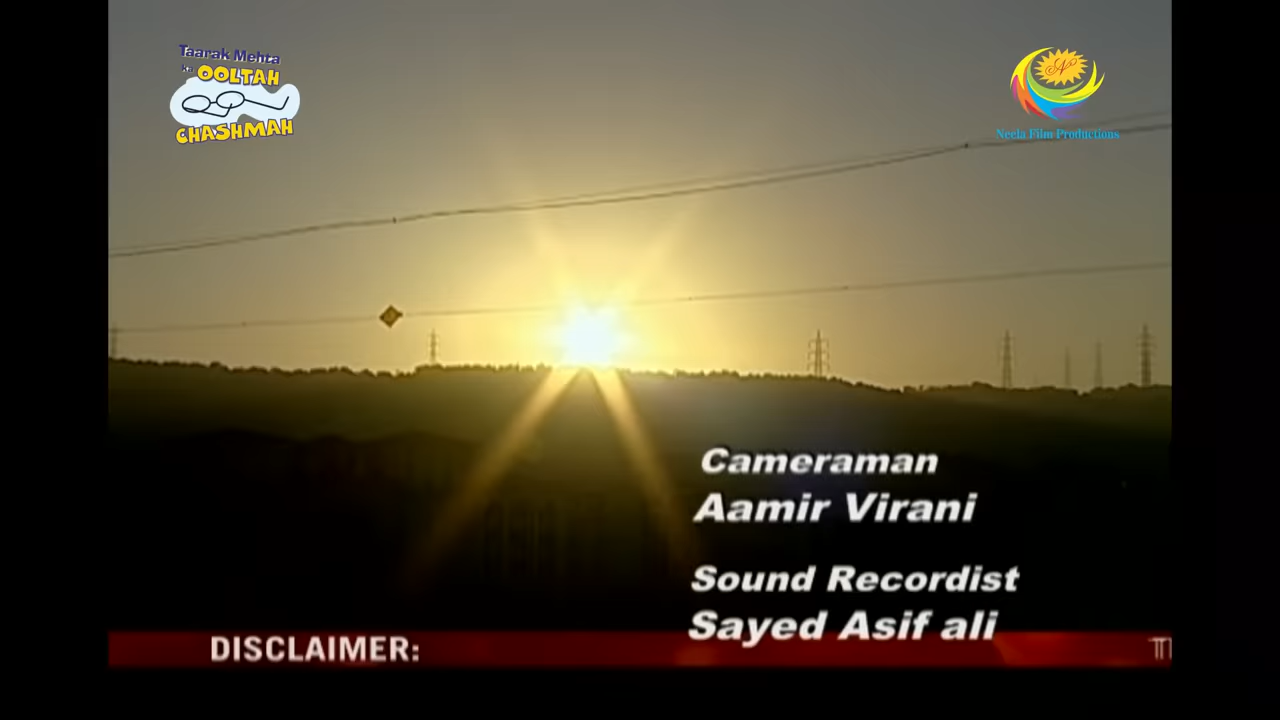 Taarak Mehta
ka OOLTAH
CHASHMAH
Neela Film Productions
Cameraman
Aamir Virani
Sound Recordist
Sayed Asif ali
DISCLAIMER: